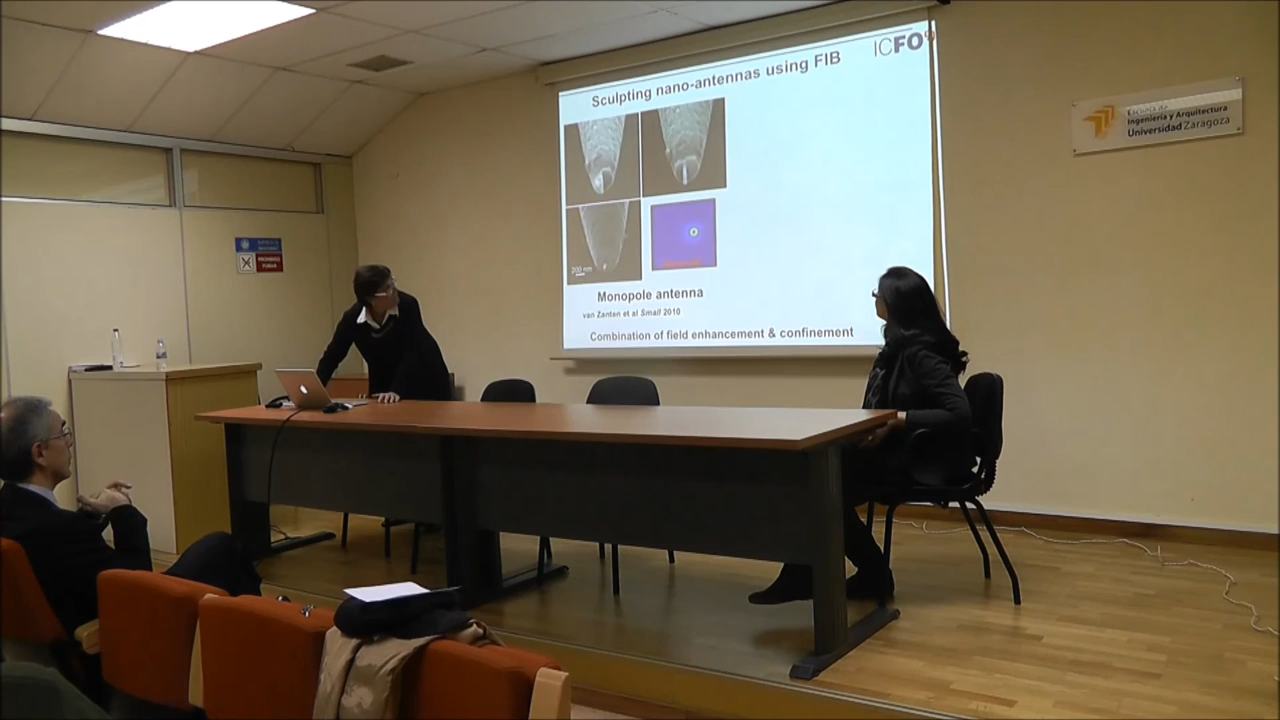 Sculpting nano-antennas using FIB
ICFO
200 nm
Monopole antenna
van Zanten et al Small 2010
Combination of field enhancement & confinement
Escuela de
Ingeniería y Arquitectura
Universidad Zaragoza
PROHIBIDO
FUMAR